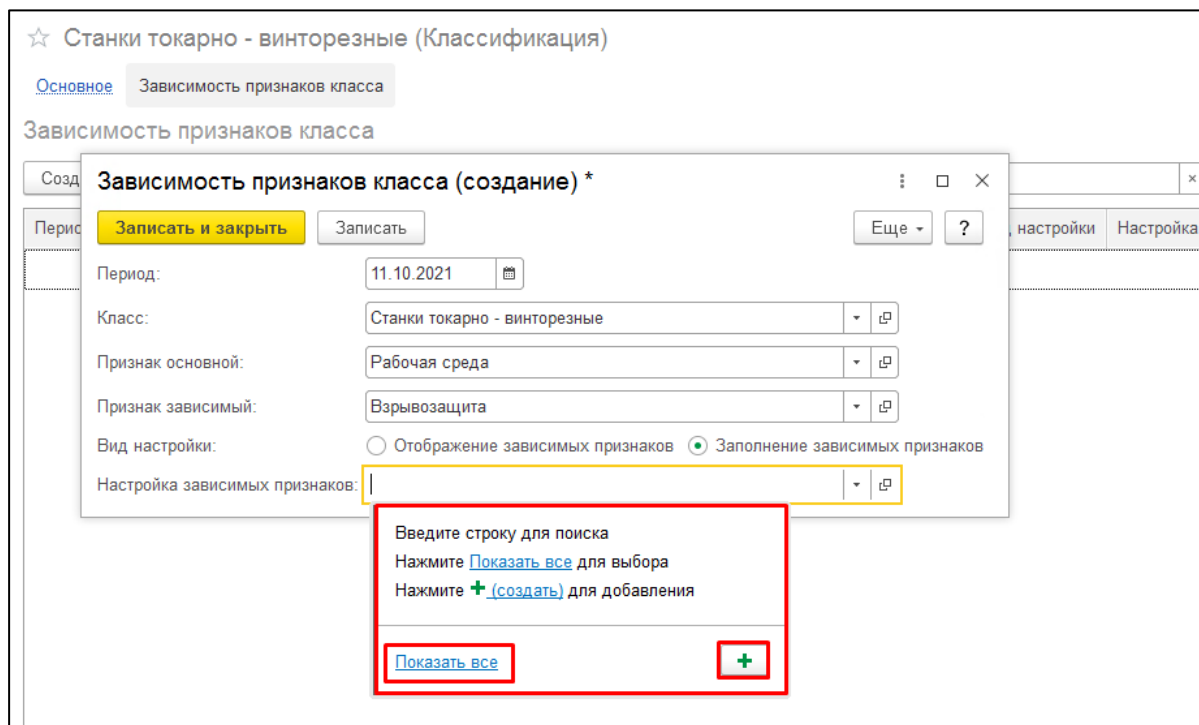 Станки токарно - винторезные (Классификация)
Основное Зависимость признаков класса
Зависимость признаков класса
Созд
Зависимость признаков класса (создание) *
Перио
Записать и закрыть Записать Еще ?
настройки Настройка
Период: 11.10.2021
Класс: Станки токарно - винторезные
Признак основной: Рабочая среда
Признак зависимый: Взрывозащита
Вид настройки: Отображение зависимых признаков Заполнение зависимых признаков
Настройка зависимых признаков:
Введите строку для поиска
Нажмите Показать все для выбора
Нажмите + (создать) для добавления
Показать все +